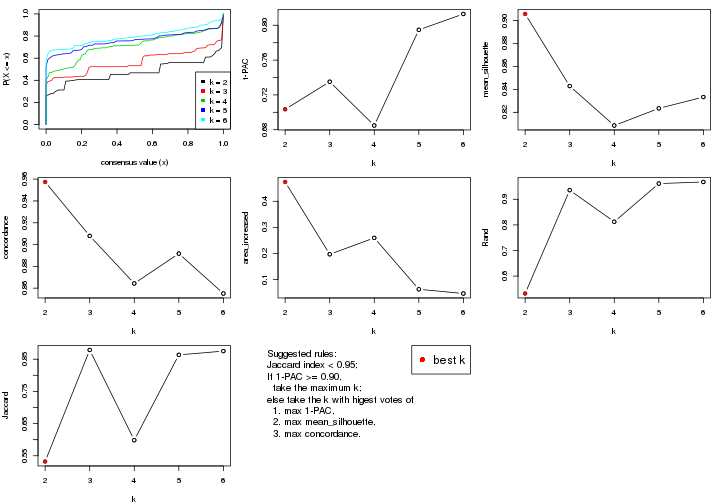 P(X <= x)
0.0 0.2 0.4 0.6 0.8 1.0
k = 2
k = 3
k = 4
k = 5
k = 6
0.0 0.2 0.4 0.6 0.8 1.0
consensus value (x)
1-PAC
0.68 0.72 0.76 0.80
2 3 4 5 6
k
mean_silhouette
0.82 0.84 0.86 0.88 0.90
2 3 4 5 6
k
concordance
0.86 0.88 0.90 0.92 0.94 0.96
2 3 4 5 6
k
area_increased
0.1 0.2 0.3 0.4
2 3 4 5 6
k
Rand
0.6 0.7 0.8 0.9
2 3 4 5 6
k
Jaccard
0.55 0.65 0.75 0.85
2 3 4 5 6
k
Suggested rules:
Jaccard index < 0.95;
If 1-PAC >= 0.90,
take the maximum k;
else take the k with higest votes of
1. max 1-PAC,
2. max mean_silhouette,
3. max concordance.
best k